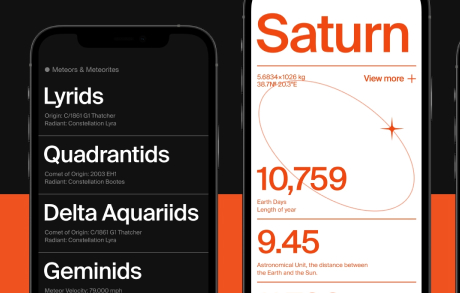 Meteors & Meteorites
Lyrids
Origin: C/1861 G1 Thatcher
Radiant: Constellation Lyra
Quadrantids
Comet of Origin: 2003 EH1
Radiant: Constellation Bootes
Delta Aquariids
Comet of Origin: C/1861 G1 Thatcher
Radiant: Constellation Lyra
Geminids
Meteor Velocity: 79,000 mph
Saturn
5.6834×1026 kg
38.7N° 20.3°E
View more +
10,759
Earth Days
Length of year
9.45
Astronomical Unit, the distance between
the Earth and the Sun.